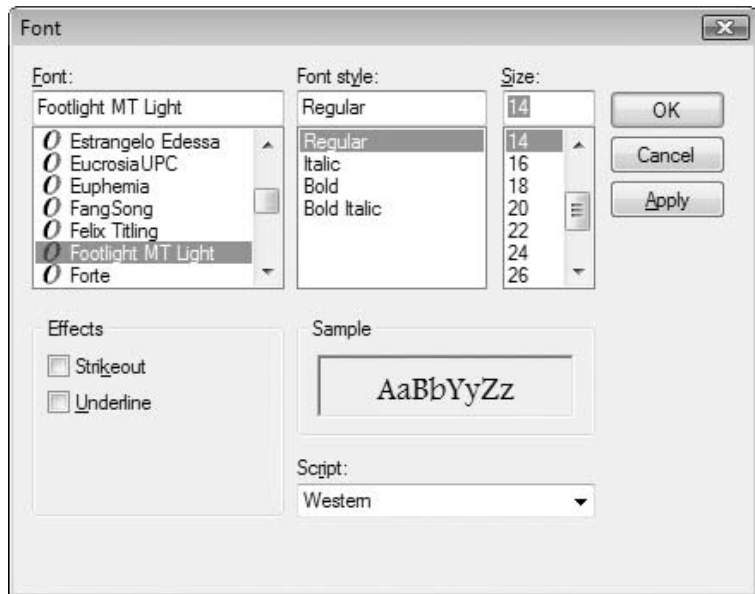 Font
Font:
Footlight MT Light
Estrangelo Edessa
EucrosiaUPC
Euphemia
FangSong
Felix Titling
Footlight MT Light
Forte
Font style:
Regular
Regular
Italic
Bold
Bold Italic
Size:
14
14
16
18
20
22
24
26
OK
Cancel
Apply
Effects
Strikeout
Underline
Sample
AaBbYyZz
Script:
Western